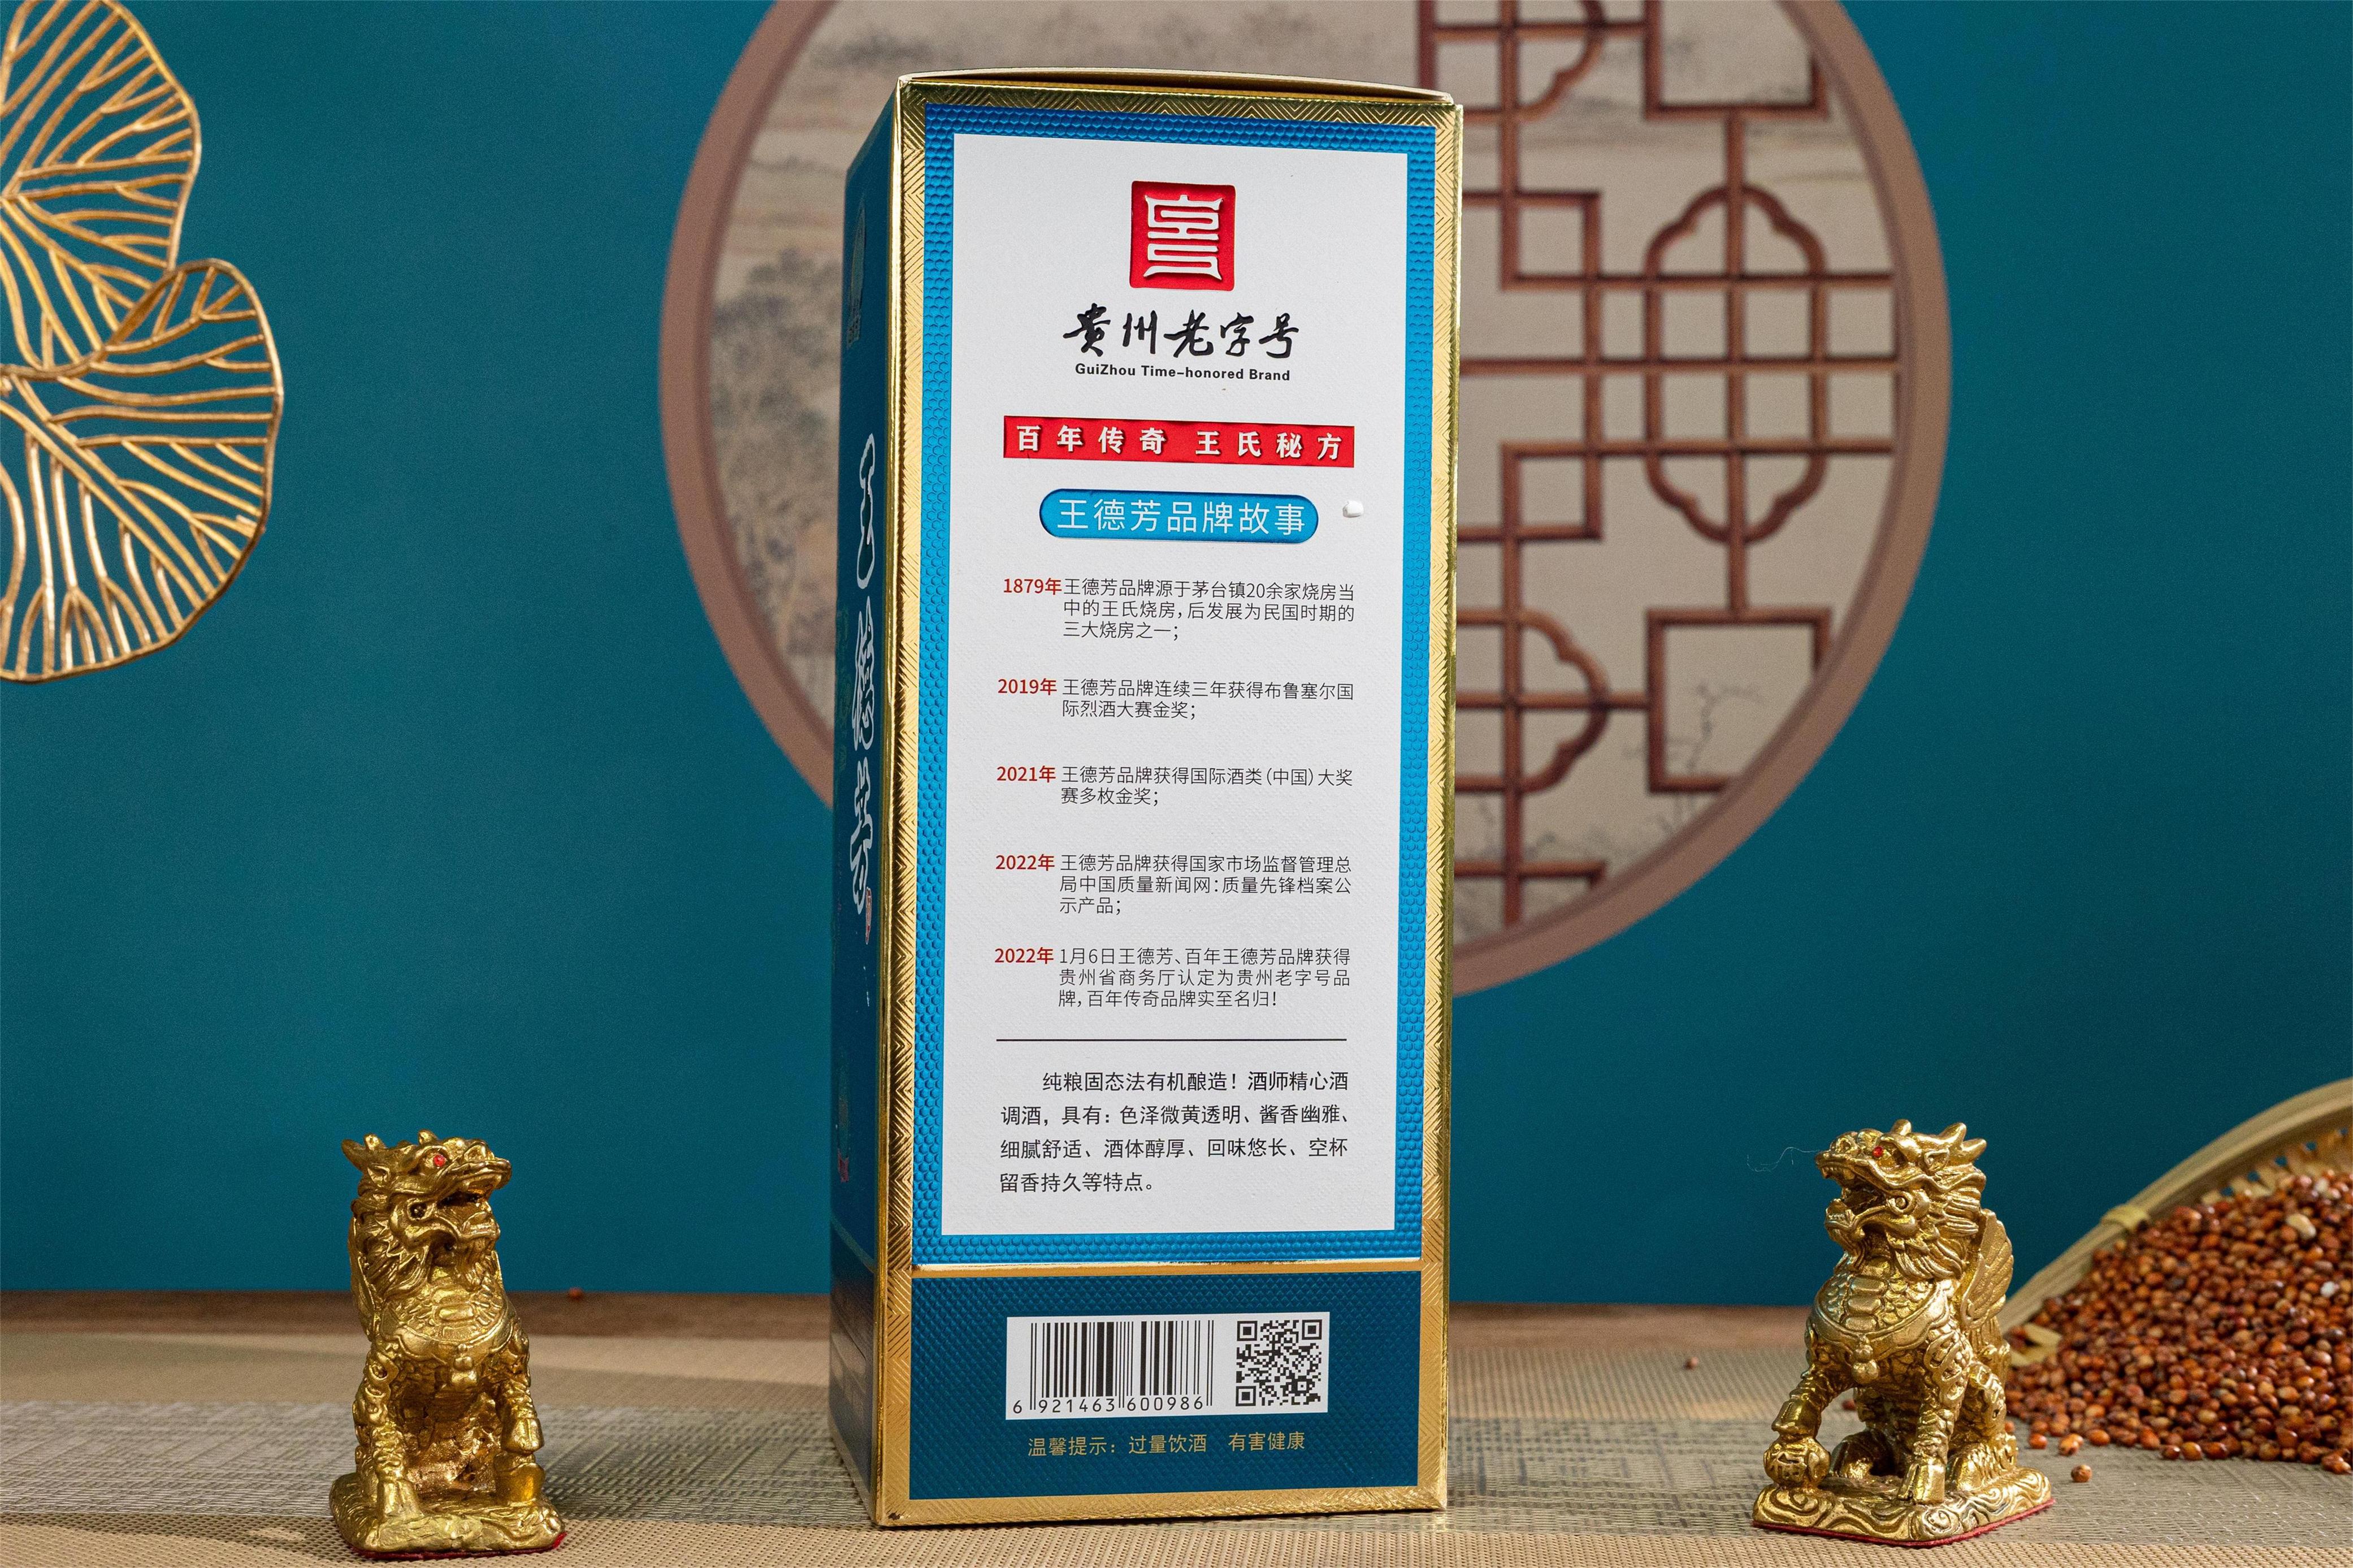 貴州老字号
GuiZhou Time-honored Brand
百年传奇 王氏秘方
王德芳品牌故事
1879年 王德芳品牌源于茅台镇20余家烧房当
中的王氏烧房，后发展为民国时期的
三大烧房之一；
2019年 王德芳品牌连续三年获得布鲁塞尔国
际烈酒大赛金奖；
2021年 王德芳品牌获得国际酒类（中国）大奖
赛多枚金奖；
2022年 王德芳品牌获得国家市场监督管理总
局中国质量新闻网：质量先锋档案公
示产品；
2022年 1月6日王德芳、百年王德芳品牌获得
贵州省商务厅认定为贵州老字号品
牌，百年传奇品牌实至名归！
纯粮固态法有机酿造！酒师精心酒
调酒，具有：色泽微黄透明、酱香幽雅、
细腻舒适、酒体醇厚、回味悠长、空杯
留香持久等特点。
6 921463 600986
温馨提示：过量饮酒 有害健康
王德芳